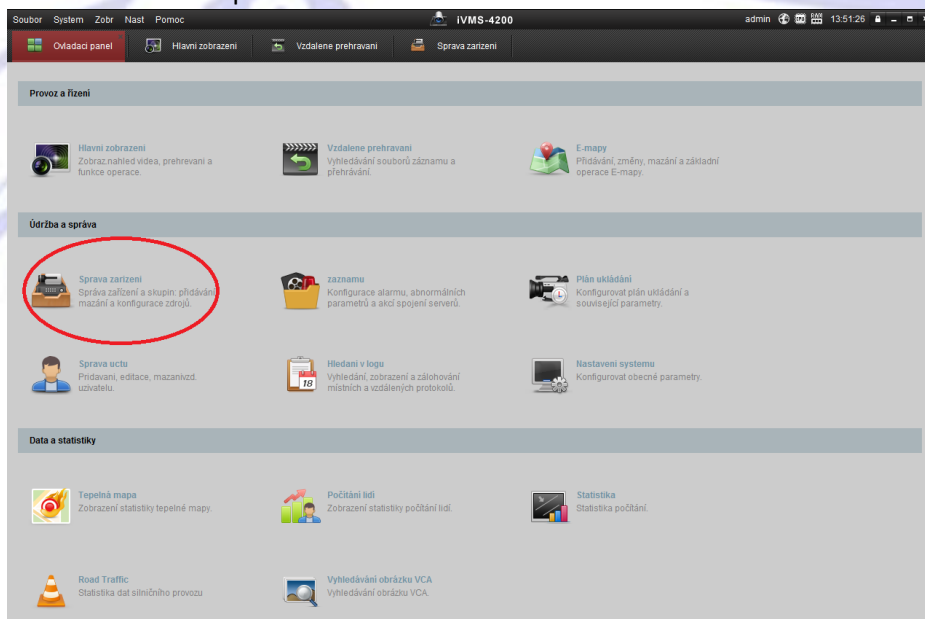 Soubor System Zobr Nast Pomoc iVMS-4200 admin 13:51:26
Ovladaci panel Hlavni zobrazeni Vzdalene prehravani Sprava zarizeni
Provoz a řízení
Hlavni zobrazeni
Zobraz.nahled videa, prehrevani a
funkce operace.
Vzdalene prehravani
Vyhledávání souborů záznamu a
přehrávání.
E-mapy
Přidávání, změny, mazání a základní
operace E-mapy.
Údržba a správa
Sprava zarizeni
Správa zařízení a skupin: přidávání,
mazání a konfigurace zdrojů.
zaznamu
Konfigurace alarmu, abnormálních
parametrů a akcí spojení serverů.
Plán ukládání
Konfigurovat plán ukládání a
související parametry.
Sprava uctu
Pridavani, editace, mazanivzd.
uzivatelu.
Hledani v logu
Vyhledání, zobrazení a zálohování
místních a vzdálených protokolů.
18
Nastaveni systemu
Konfigurovat obecné parametry.
Data a statistiky
Tepelná mapa
Zobrazení statistiky tepelné mapy.
Počítání lidí
Zobrazení statistiky počítání lidí.
Statistika
Statistika počítání.
Road Traffic
Statistika dat silničního provozu
Vyhledávání obrázku VCA
Vyhledávání obrázku VCA.